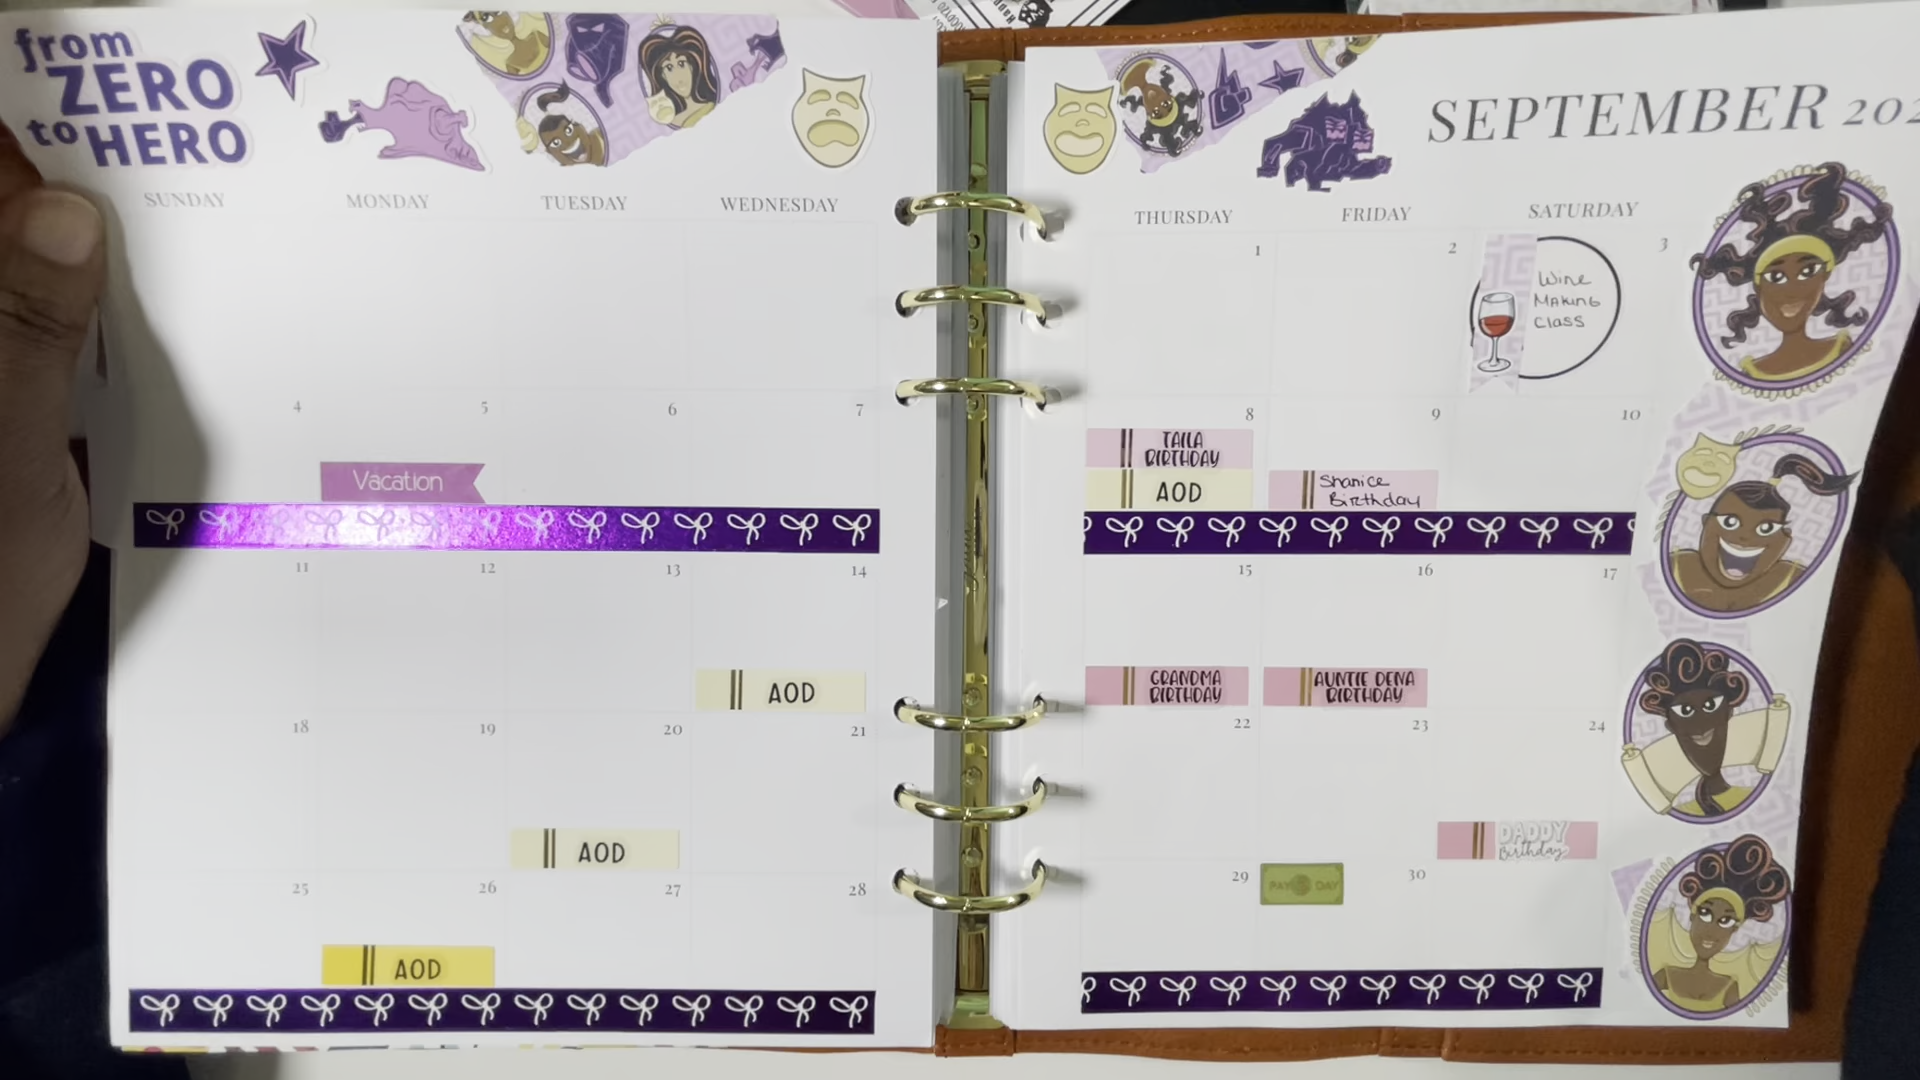 from
ZERO
to HERO
SEPTEMBER 202
SUNDAY MONDAY TUESDAY WEDNESDAY THURSDAY FRIDAY SATURDAY
1 2 3
Wine
Making
Class
4 5 6 7 8 9 10
Vacation
TAILA
BIRTHDAY
AOD
Shanice
Birthday
11 12 13 14 15 16 17
AOD
GRANDMA
BIRTHDAY
AUNTIE DENA
BIRTHDAY
18 19 20 21 22 23 24
AOD
DADDY
Birthday
25 26 27 28 29 30
PAY DAY
AOD